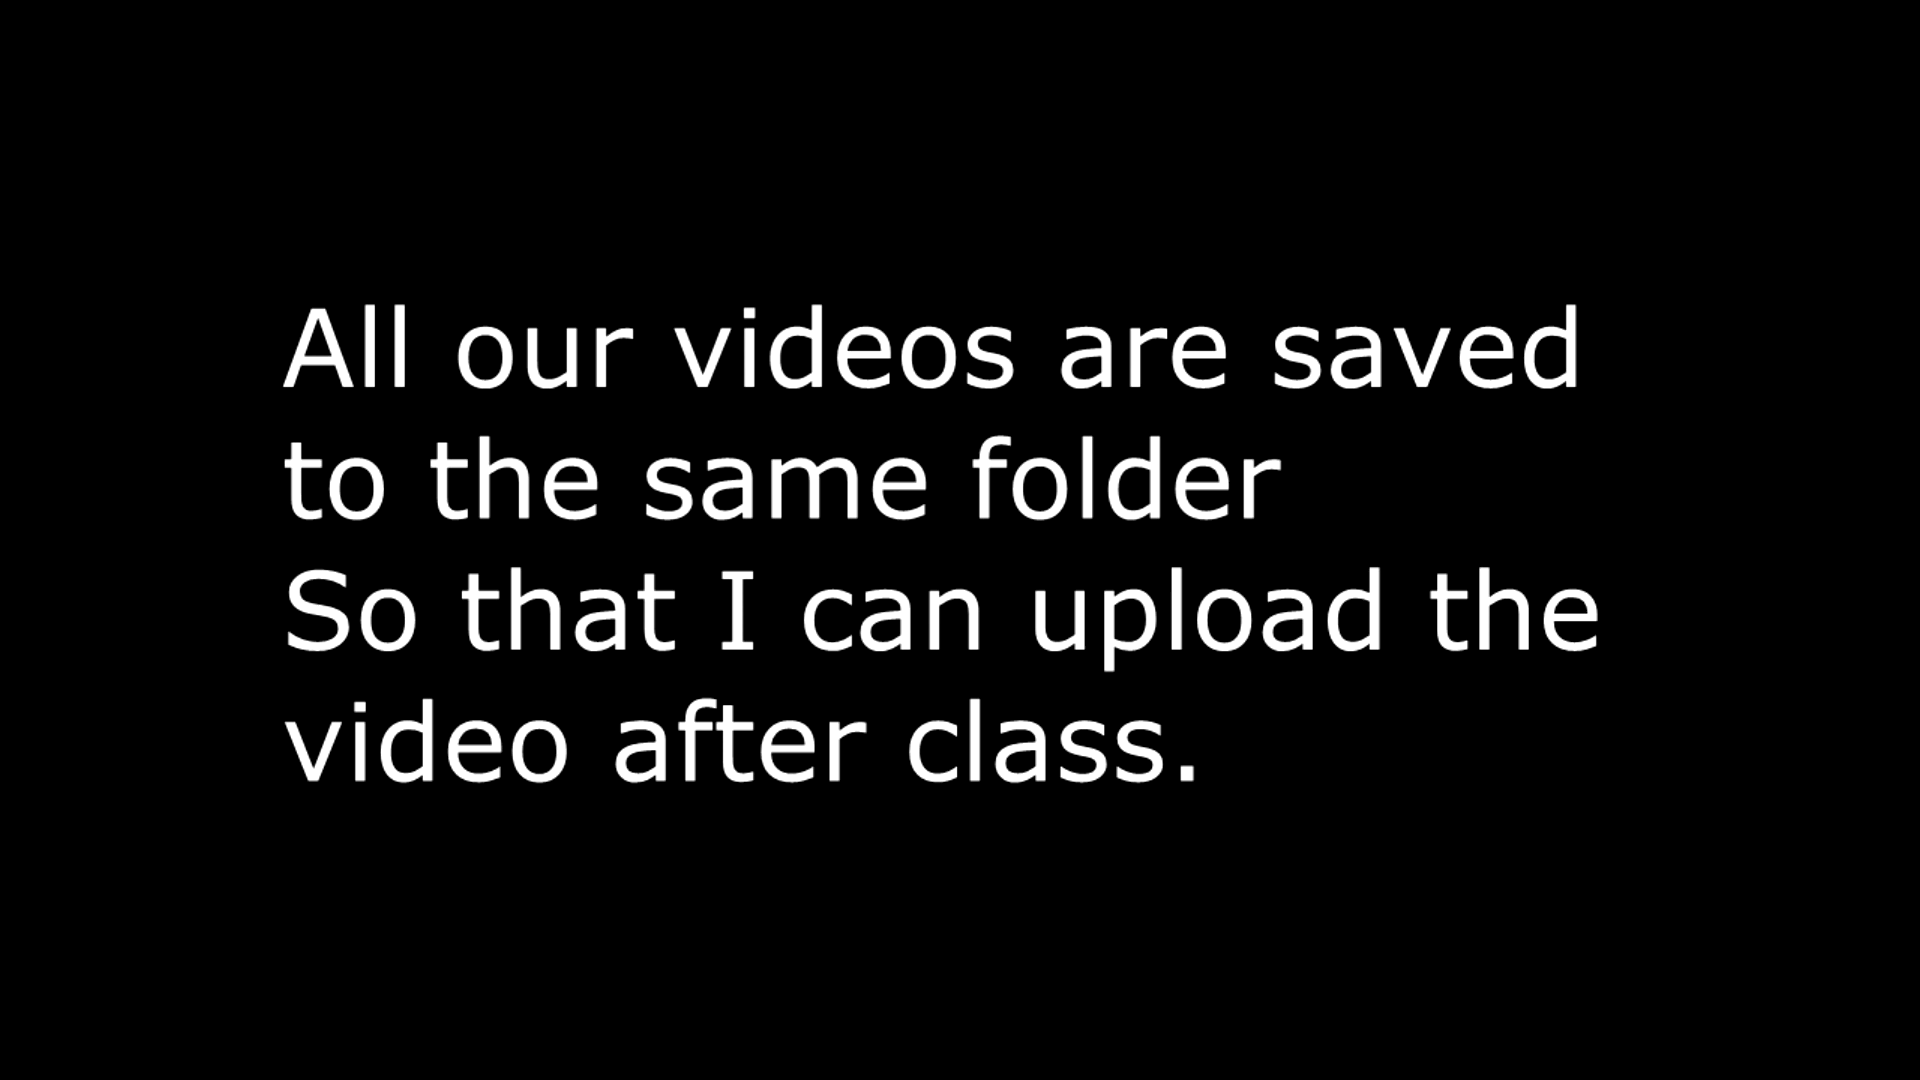 All our videos are saved
to the same folder
So that I can upload the
video after class.